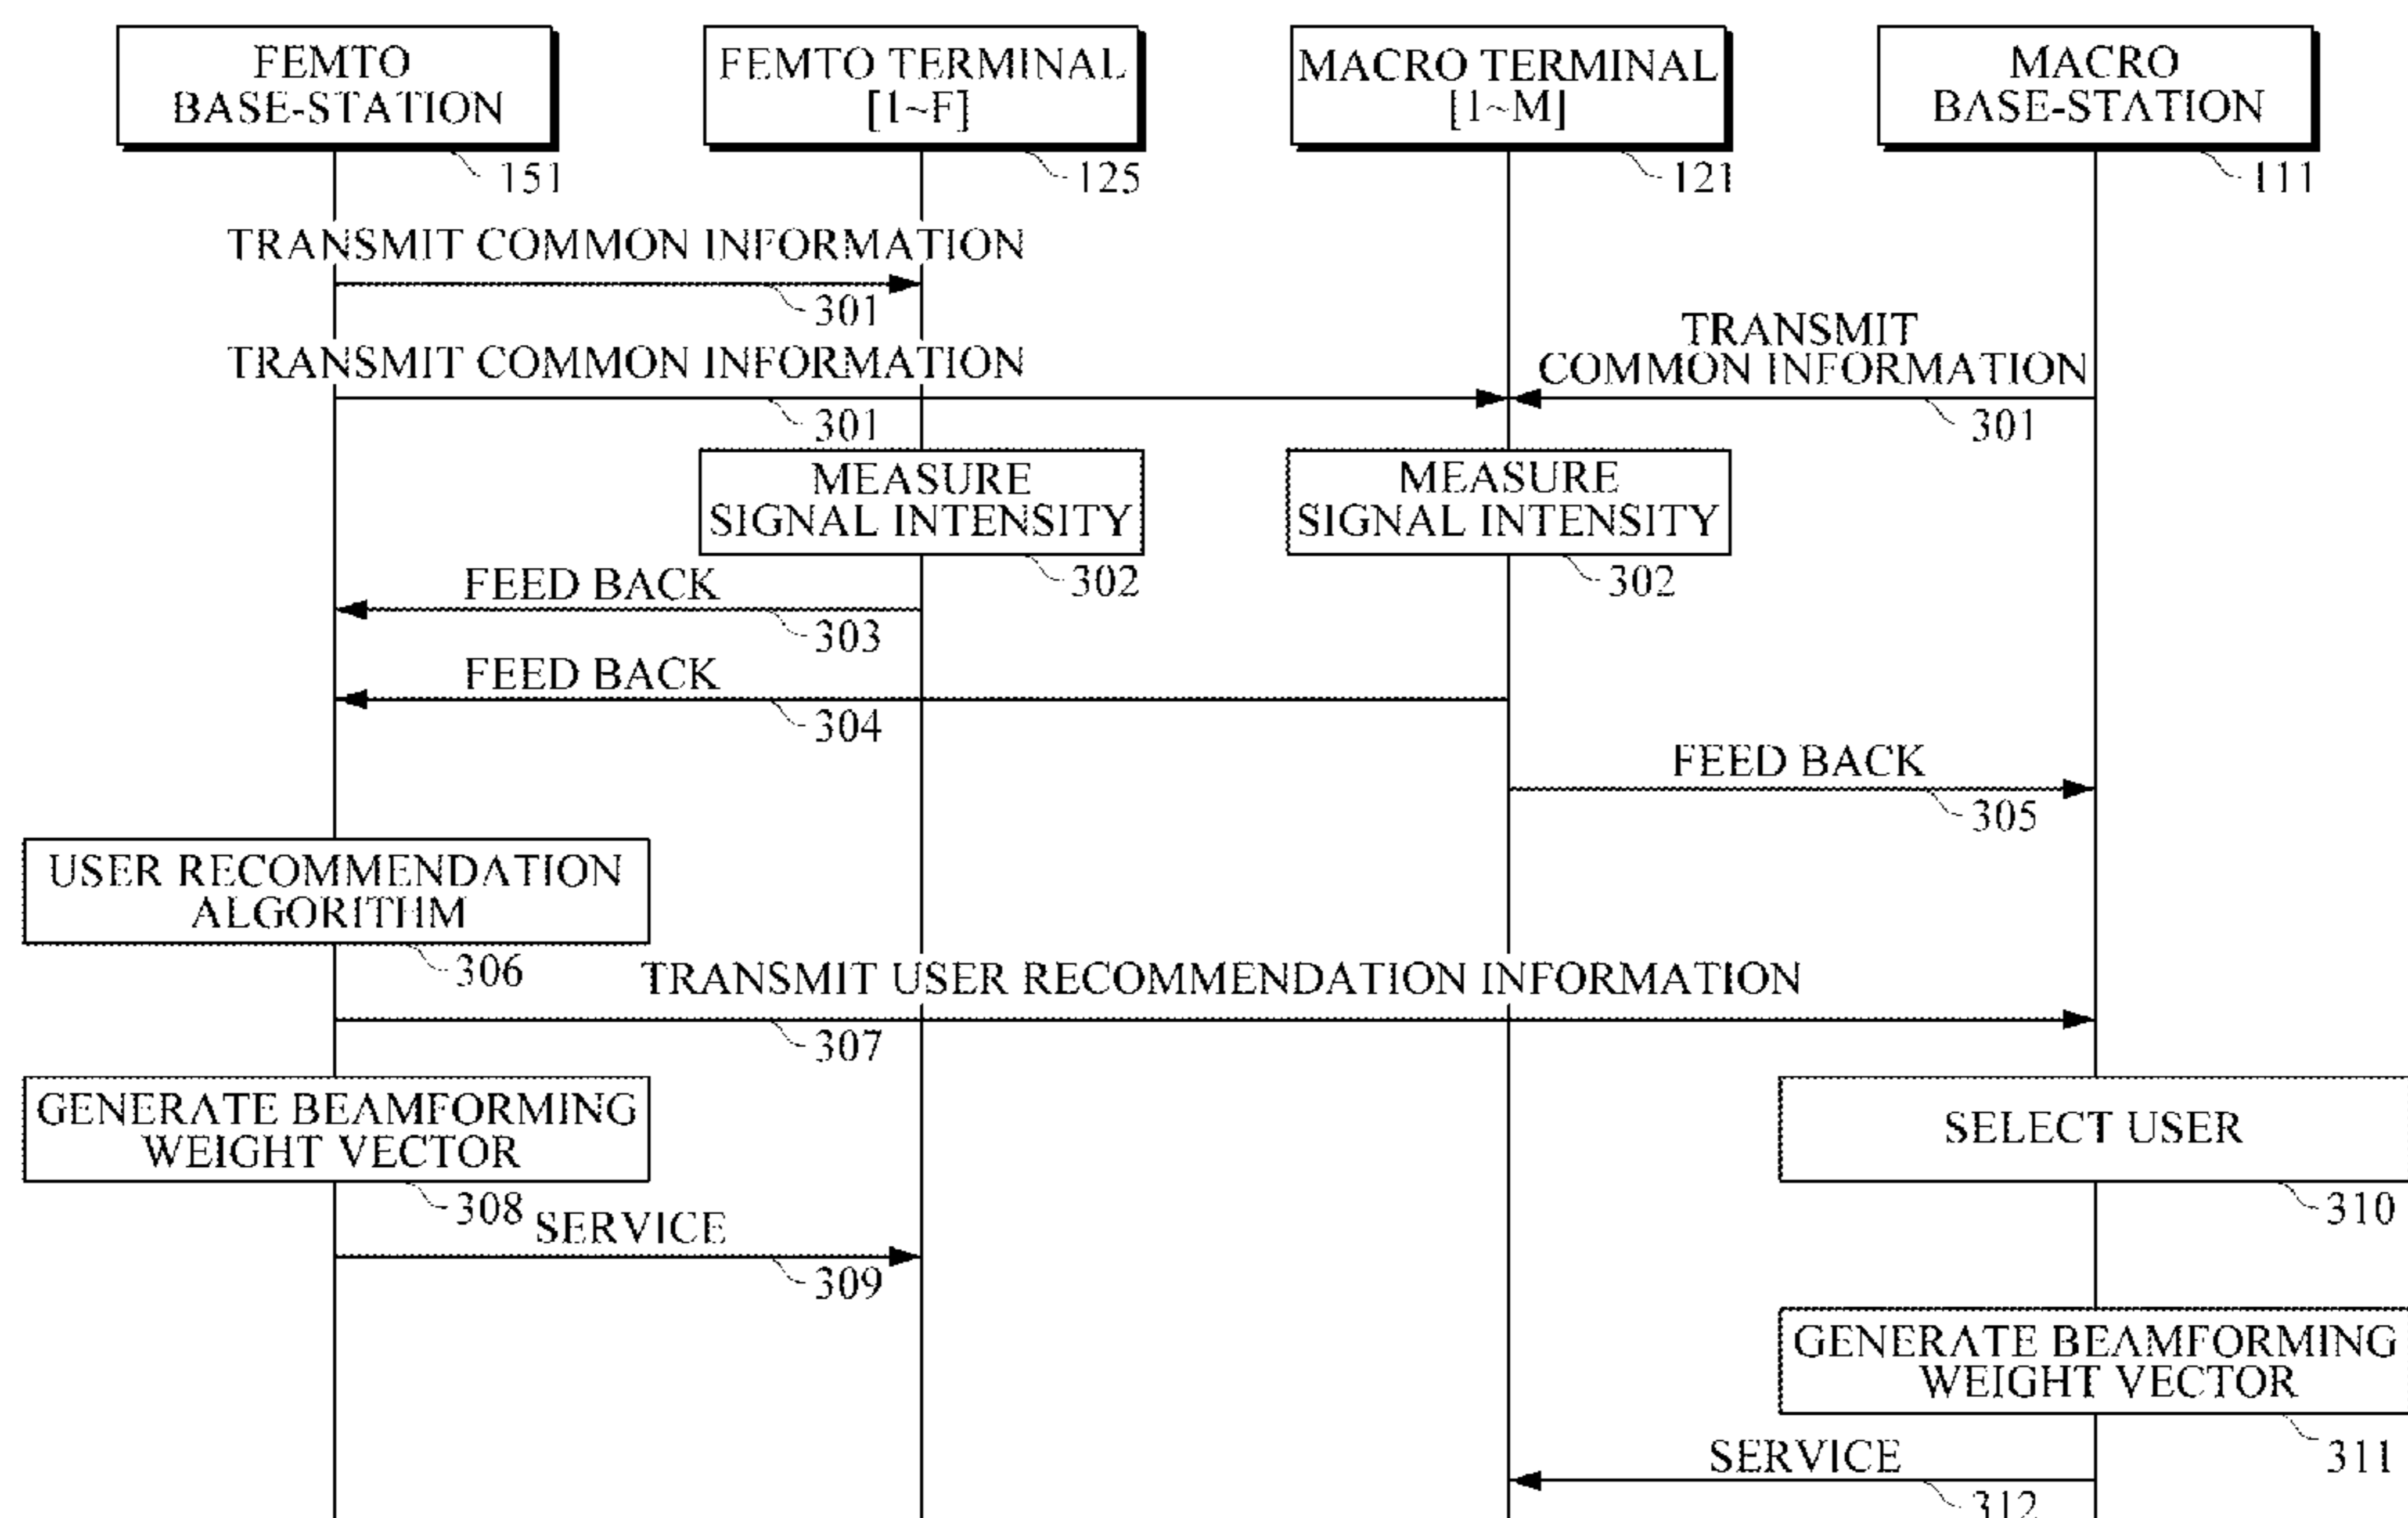 FEMTO
BASE-STATION
FEMTO TERMINAL
[1~F]
MACRO TERMINAL
[1~M]
MACRO
BASE-STATION
151
125
121
111
TRANSMIT COMMON INFORMATION
301
TRANSMIT COMMON INFORMATION
TRANSMIT
COMMON INFORMATION
301
301
MEASURE
SIGNAL INTENSITY
MEASURE
SIGNAL INTENSITY
302
302
FEED BACK
303
FEED BACK
304
FEED BACK
305
USER RECOMMENDATION
ALGORITHM
306
TRANSMIT USER RECOMMENDATION INFORMATION
307
GENERATE BEAMFORMING
WEIGHT VECTOR
SELECT USER
308
310
SERVICE
309
GENERATE BEAMFORMING
WEIGHT VECTOR
311
SERVICE
312